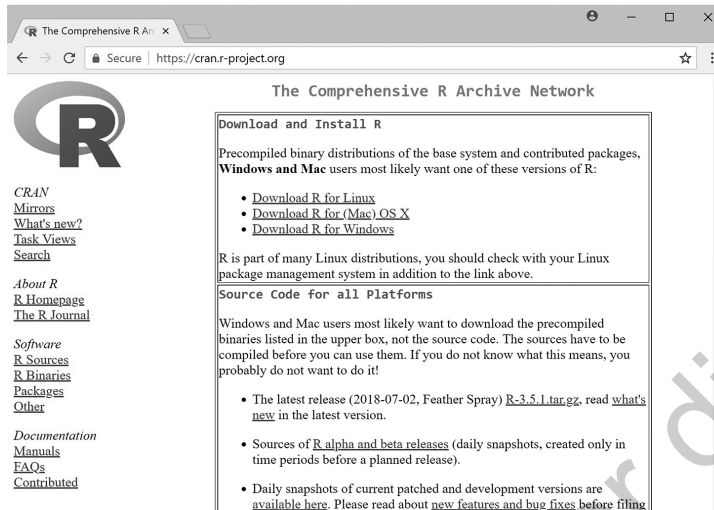 The Comprehensive R Arc
Secure | https://cran.r-project.org
R
CRAN
Mirrors
What's new?
Task Views
Search
About R
R Homepage
The R Journal
Software
R Sources
R Binaries
Packages
Other
Documentation
Manuals
FAQs
Contributed
The Comprehensive R Archive Network
Download and Install R
Precompiled binary distributions of the base system and contributed packages,
Windows and Mac users most likely want one of these versions of R:
• Download R for Linux
• Download R for (Mac) OS X
• Download R for Windows
R is part of many Linux distributions, you should check with your Linux
package management system in addition to the link above.
Source Code for all Platforms
Windows and Mac users most likely want to download the precompiled
binaries listed in the upper box, not the source code. The sources have to be
compiled before you can use them. If you do not know what this means, you
probably do not want to do it!
• The latest release (2018-07-02, Feather Spray) R-3.5.1.tar.gz, read what's
new in the latest version.
• Sources of R alpha and beta releases (daily snapshots, created only in
time periods before a planned release).
• Daily snapshots of current patched and development versions are
available here. Please read about new features and bug fixes before filing